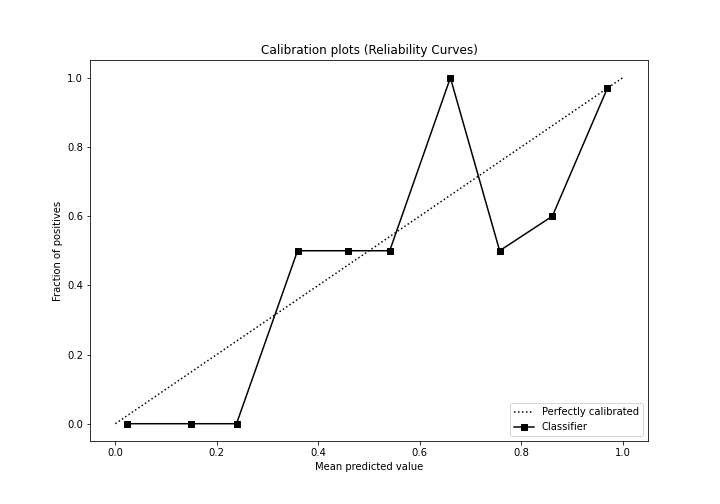 Calibration plots (Reliability Curves)
1.0
0.8
0.6
0.4
0.2
0.0
Fraction of positives
0.0 0.2 0.4 0.6 0.8 1.0
Mean predicted value
Perfectly calibrated
Classifier